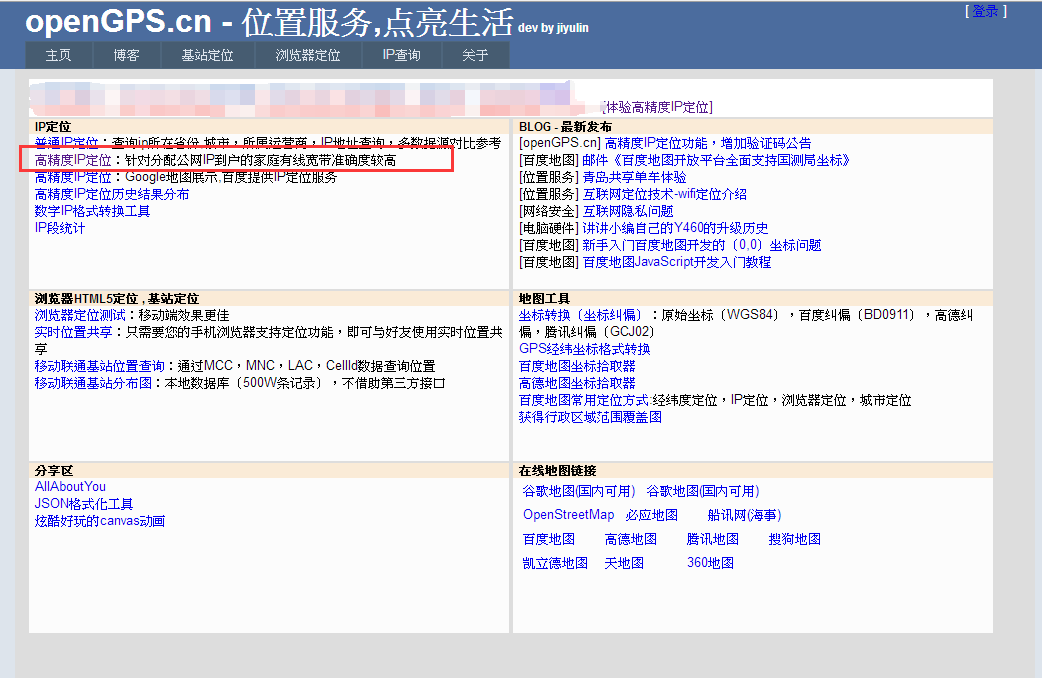 openGPS.cn - 位置服务,点亮生活 dev by jiyulin
[ 登录 ]
主页 博客 基站定位 浏览器定位 IP查询 关于
[体验高精度IP定位]
IP定位
普通IP定位：查询ip所在省份,城市，所属运营商，IP地址查询，多数据源对比参考
高精度IP定位：针对分配公网IP到户的家庭有线宽带准确度较高
高精度IP定位：Google地图展示,百度提供IP定位服务
高精度IP定位历史结果分布
数字IP格式转换工具
IP段统计
BLOG - 最新发布
[openGPS.cn] 高精度IP定位功能，增加验证码公告
[百度地图] 邮件《百度地图开放平台全面支持国测局坐标》
[位置服务] 青岛共享单车体验
[位置服务] 互联网定位技术-wifi定位介绍
[网络安全] 互联网隐私问题
[电脑硬件] 讲讲小编自己的Y460的升级历史
[百度地图] 新手入门百度地图开发的（0,0）坐标问题
[百度地图] 百度地图JavaScript开发入门教程
浏览器HTML5定位 , 基站定位
浏览器定位测试：移动端效果更佳
实时位置共享：只需要您的手机浏览器支持定位功能，即可与好友使用实时位置共
享
移动联通基站位置查询：通过MCC，MNC，LAC，CellId数据查询位置
移动联通基站分布图：本地数据库（500W条记录），不借助第三方接口
地图工具
坐标转换（坐标纠偏）：原始坐标（WGS84），百度纠偏（BD0911），高德纠
偏，腾讯纠偏（GCJ02）
GPS经纬坐标格式转换
百度地图坐标拾取器
高德地图坐标拾取器
百度地图常用定位方式:经纬度定位，IP定位，浏览器定位，城市定位
获得行政区域范围覆盖图
分享区
AllAboutYou
JSON格式化工具
炫酷好玩的canvas动画
在线地图链接
谷歌地图(国内可用) 谷歌地图(国内可用)
OpenStreetMap 必应地图 船讯网(海事)
百度地图 高德地图 腾讯地图 搜狗地图
凯立德地图 天地图 360地图